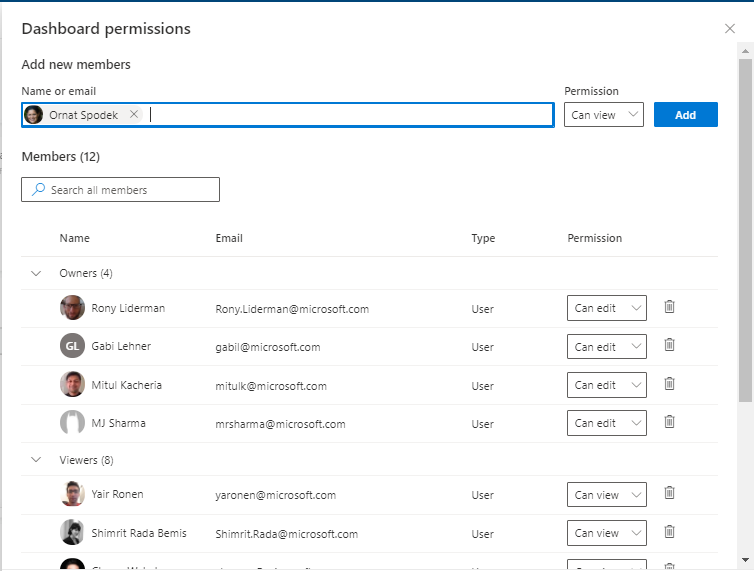 Dashboard permissions
Add new members
Name or email Permission
Ornat Spodek Can view Add
Members (12)
Search all members
Name Email Type Permission
Owners (4)
Rony Liderman Rony.Liderman@microsoft.com User Can edit
GL Gabi Lehner gabil@microsoft.com User Can edit
Mitul Kacheria mitulk@microsoft.com User Can edit
MJ Sharma mrsharma@microsoft.com User Can edit
Viewers (8)
Yair Ronen yaronen@microsoft.com User Can view
Shimrit Rada Bemis Shimrit.Rada@microsoft.com User Can view